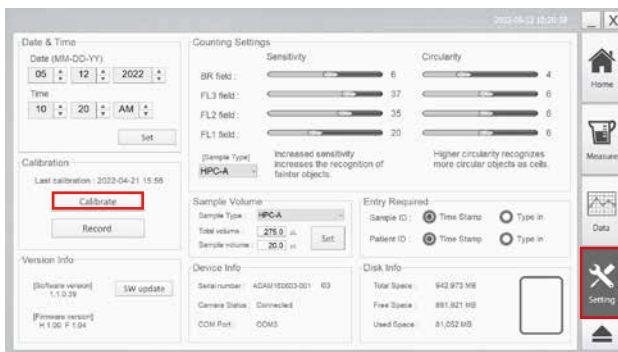 2022-05-12 10:20:38
X
Date & Time
Date (MM-DD-YY)
05 12 2022
Time
10 20 AM
Set
Calibration
Last calibration : 2022-04-21 15:56
Calibrate
Record
Version Info
[Software version]
1.1.0.39
SW update
[Firmware version]
H 1.00 F 1.04
Counting Settings
Sensitivity Circularity
BR field : 6 4
FL3 field : 37 6
FL2 field : 35 6
FL1 field : 20 6
[Sample Type]
HPC-A
Increased sensitivity
increases the recognition of
fainter objects.
Higher circularity recognizes
more circular objects as cells.
Sample Volume
Sample Type : HPC-A
Total volume : 275.0 uL
Sample volume : 20.0 uL
Set
Entry Required
Sample ID : Time Stamp Type in
Patient ID : Time Stamp Type in
Device Info
Serial number : 03
Camera Status : Connected
COM Port : COM3
Disk Info
Total Space : 942,973 MB
Free Space : 891,921 MB
Used Space : 51,052 MB
Home
Measure
Data
Setting